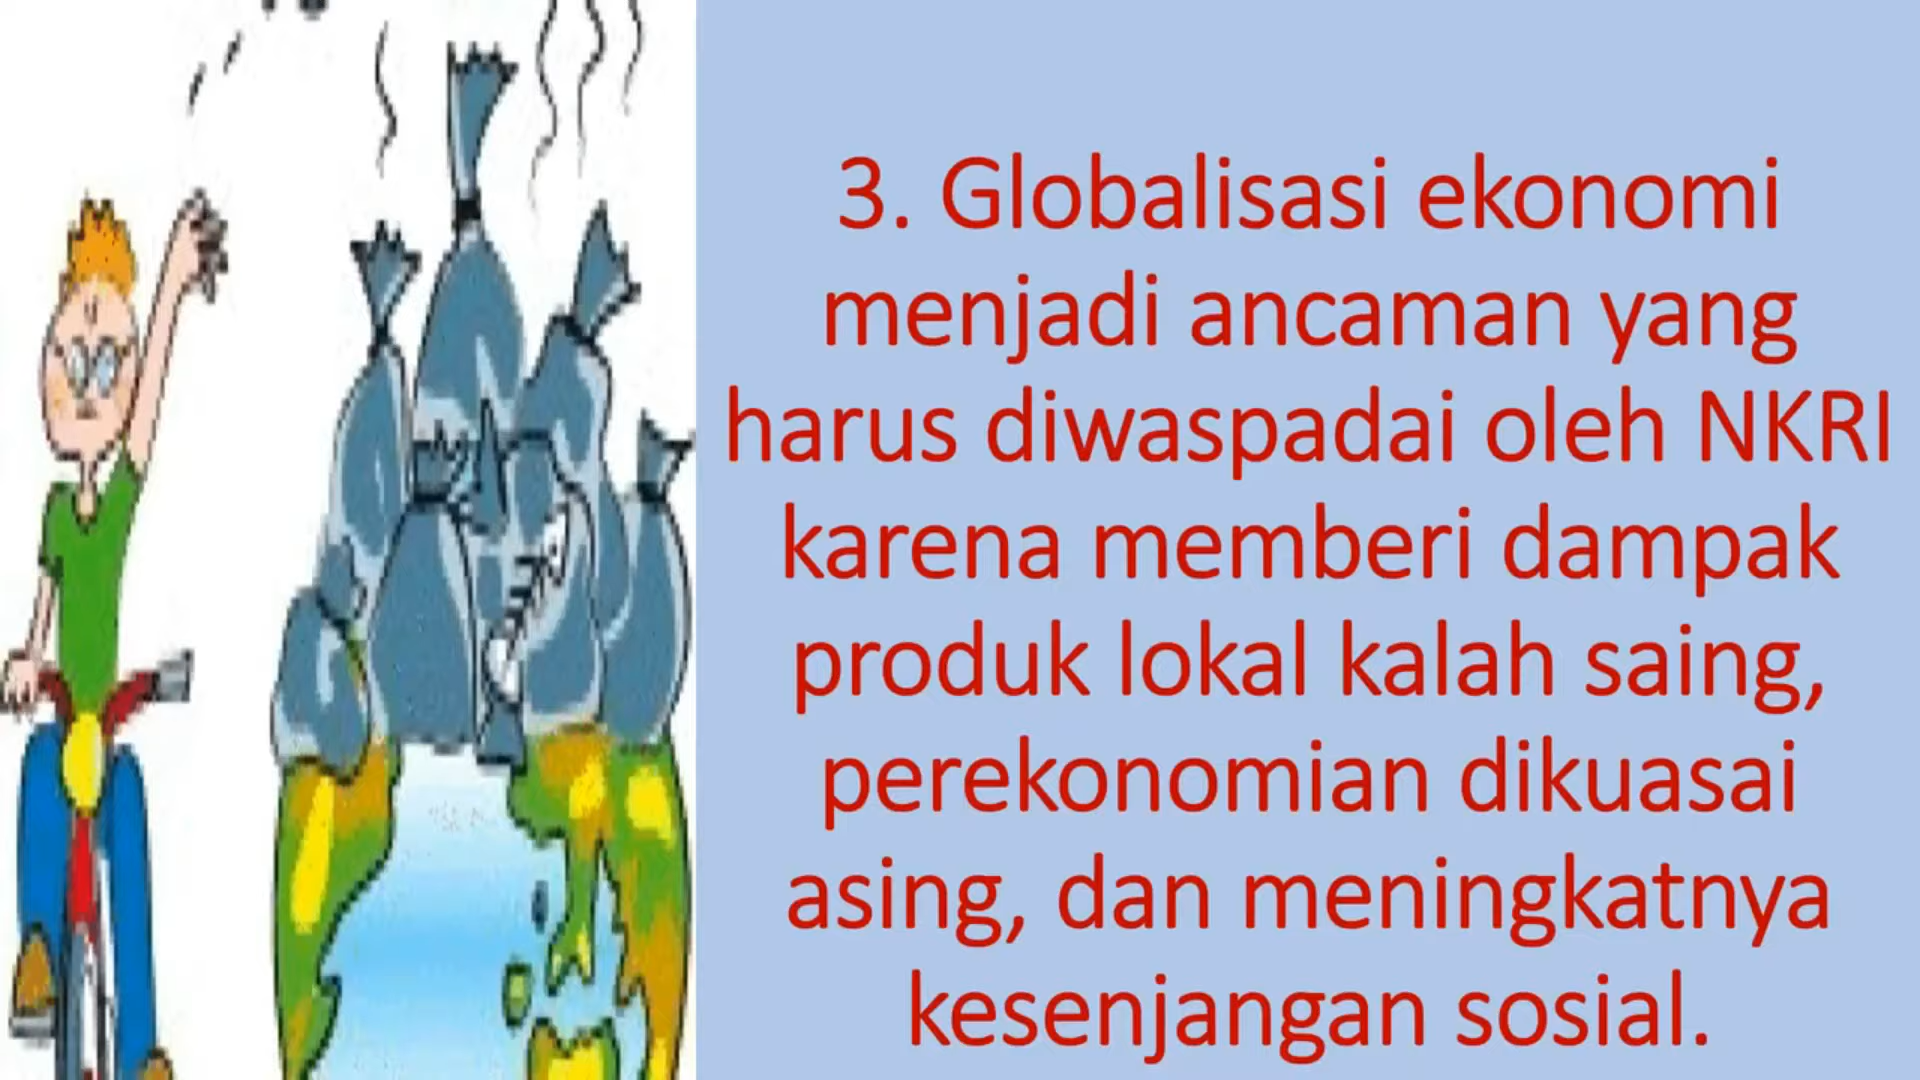 3. Globalisasi ekonomi
menjadi ancaman yang
harus diwaspadai oleh NKRI
karena memberi dampak
produk lokal kalah saing,
perekonomian dikuasai
asing, dan meningkatnya
kesenjangan sosial.